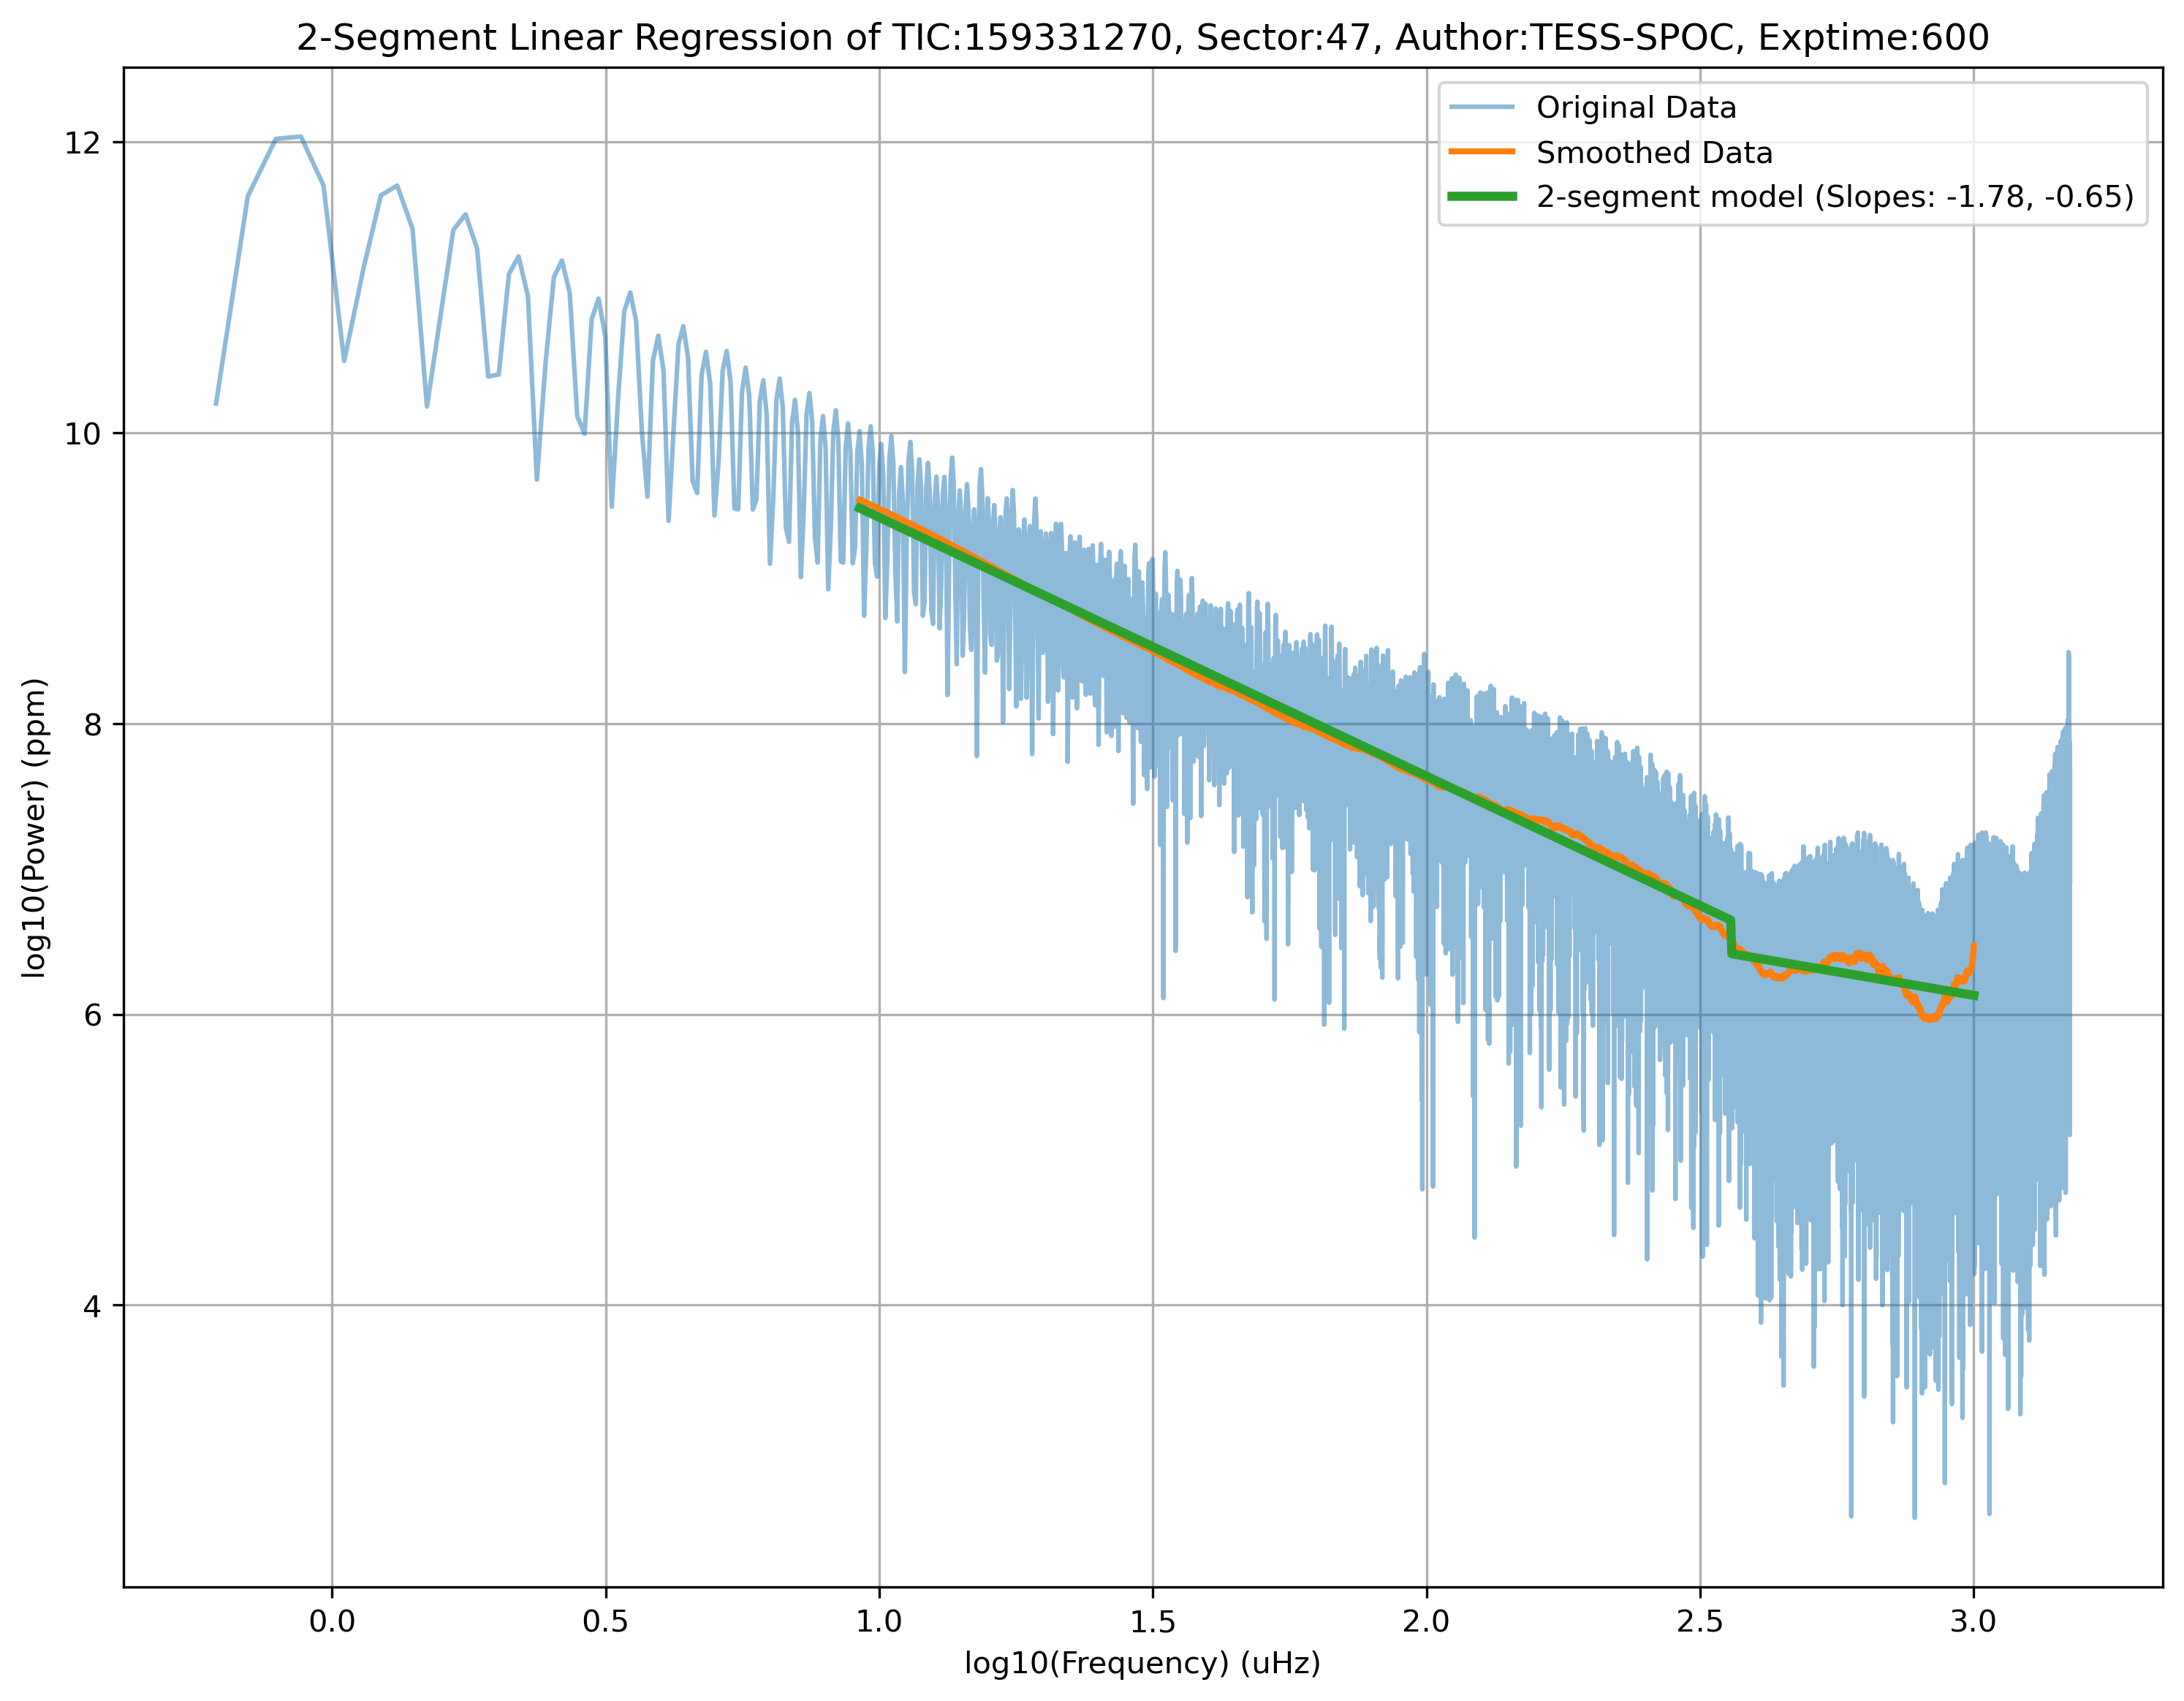 2-Segment Linear Regression of TIC:159331270, Sector:47, Author:TESS-SPOC, Exptime:600
Original Data
Smoothed Data
2-segment model (Slopes: -1.78, -0.65)
log10(Power) (ppm)
12
10
8
6
4
0.0 0.5 1.0 1.5 2.0 2.5 3.0
log10(Frequency) (uHz)